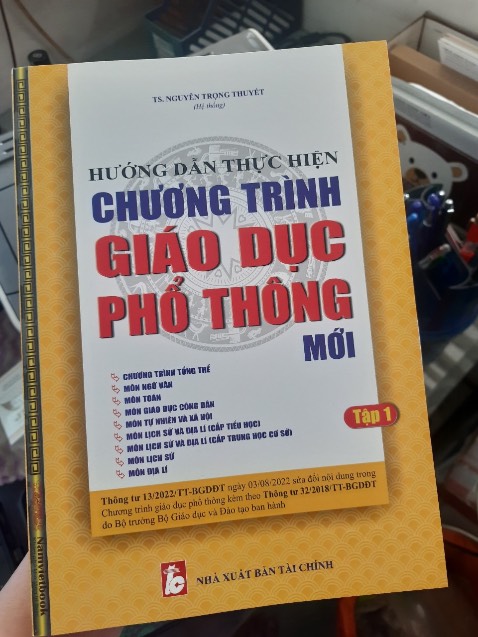 TS. NGUYỄN TRỌNG THUYẾT
(Hệ thống)
HƯỚNG DẪN THỰC HIỆN
CHƯƠNG TRÌNH
GIÁO DỤC
PHỔ THÔNG
MỚI
CHƯƠNG TRÌNH TỔNG THỂ
MÔN NGỮ VĂN
MÔN TOÁN
MÔN GIÁO DỤC CÔNG DÂN
MÔN TỰ NHIÊN VÀ XÃ HỘI
MÔN LỊCH SỬ VÀ ĐỊA LÍ (CẤP TIỂU HỌC)
MÔN LỊCH SỬ VÀ ĐỊA LÍ (CẤP TRUNG HỌC CƠ SỞ)
MÔN LỊCH SỬ
MÔN ĐỊA LÍ
Tập 1
Thông tư 13/2022/TT-BGDĐT ngày 03/08/2022 sửa đổi nội dung trong
Chương trình giáo dục phổ thông kèm theo Thông tư 32/2018/TT-BGDĐT
do Bộ trưởng Bộ Giáo dục và Đào tạo ban hành
NHÀ XUẤT BẢN TÀI CHÍNH